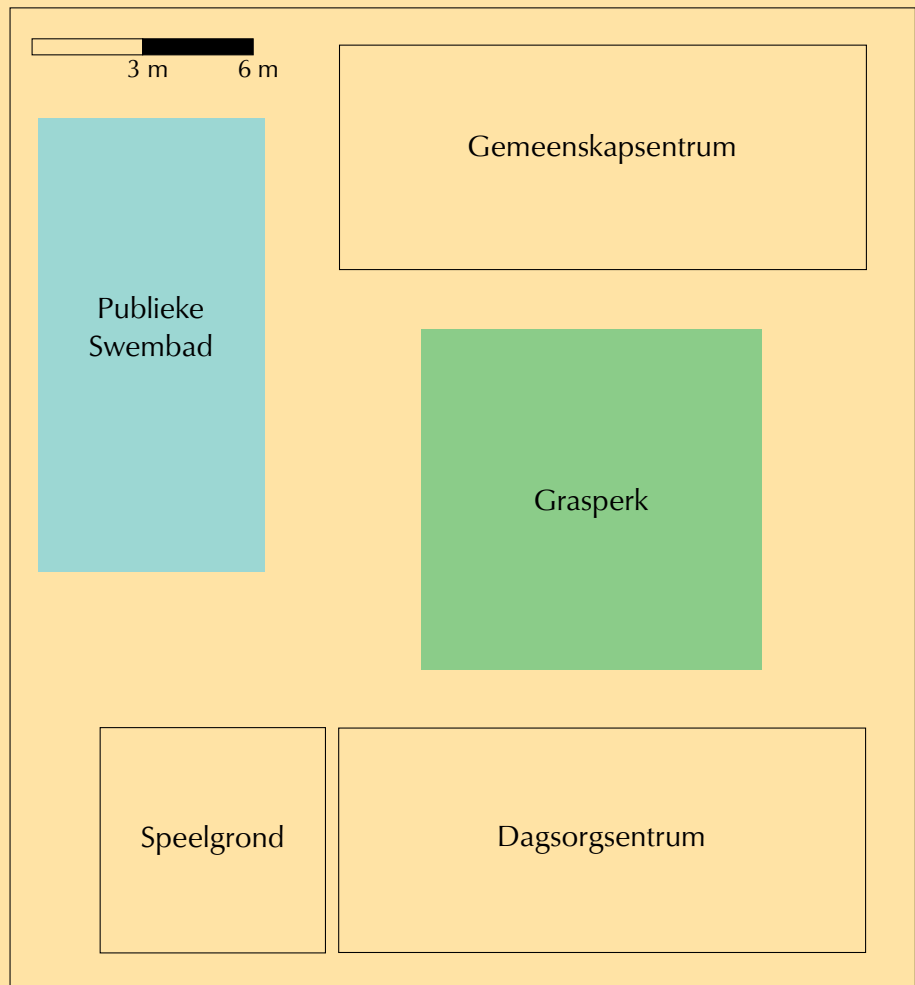 3 m 6 m
Gemeenskapsentrum
Publieke
Swembad
Grasperk
Speelgrond
Dagsorgsentrum